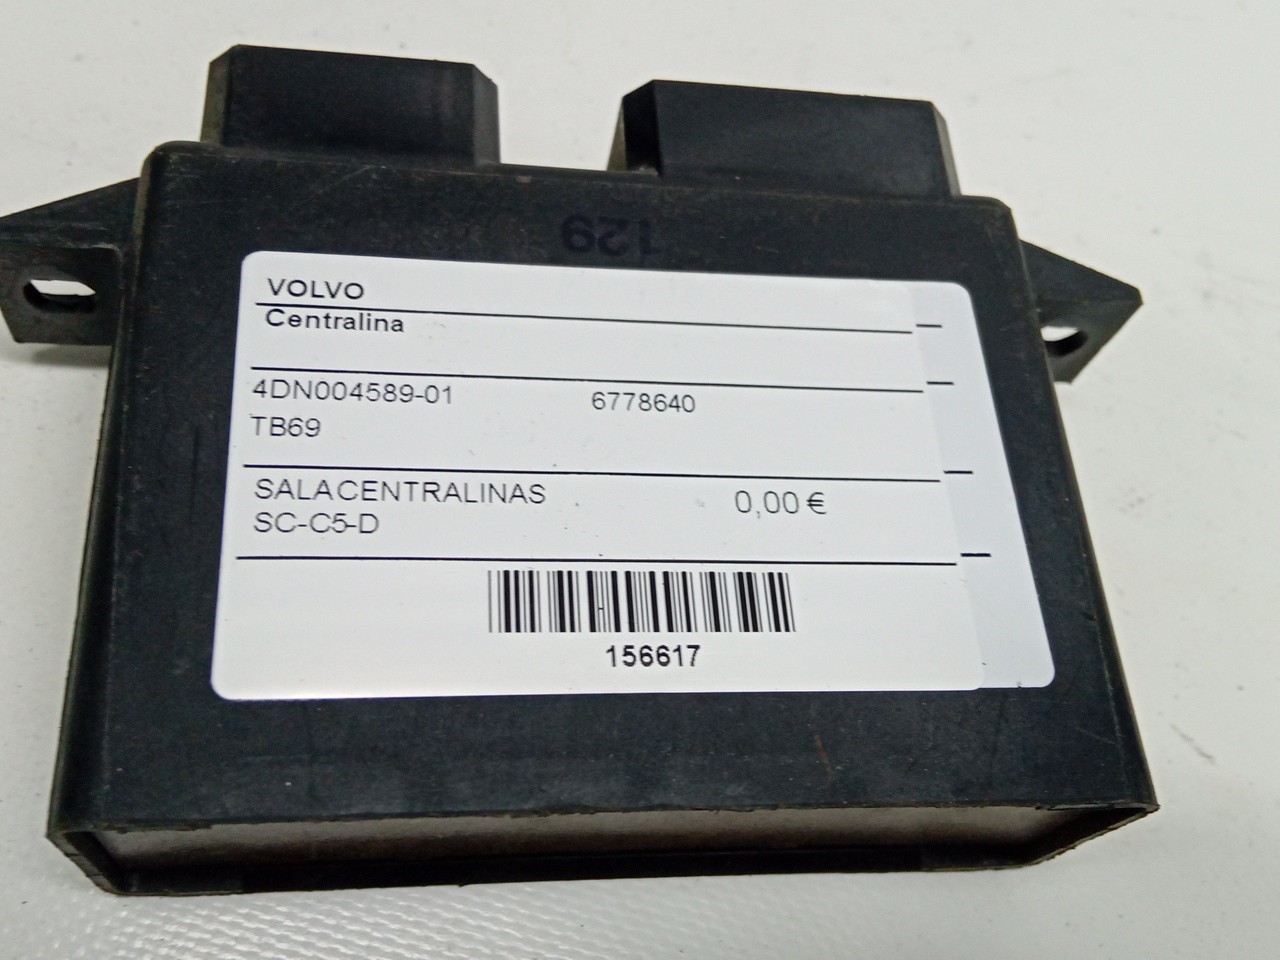 129
VOLVO
Centralina
4DN004589-01 6778640
TB69
SALACENTRALINAS 0,00 €
SC-C5-D
156617